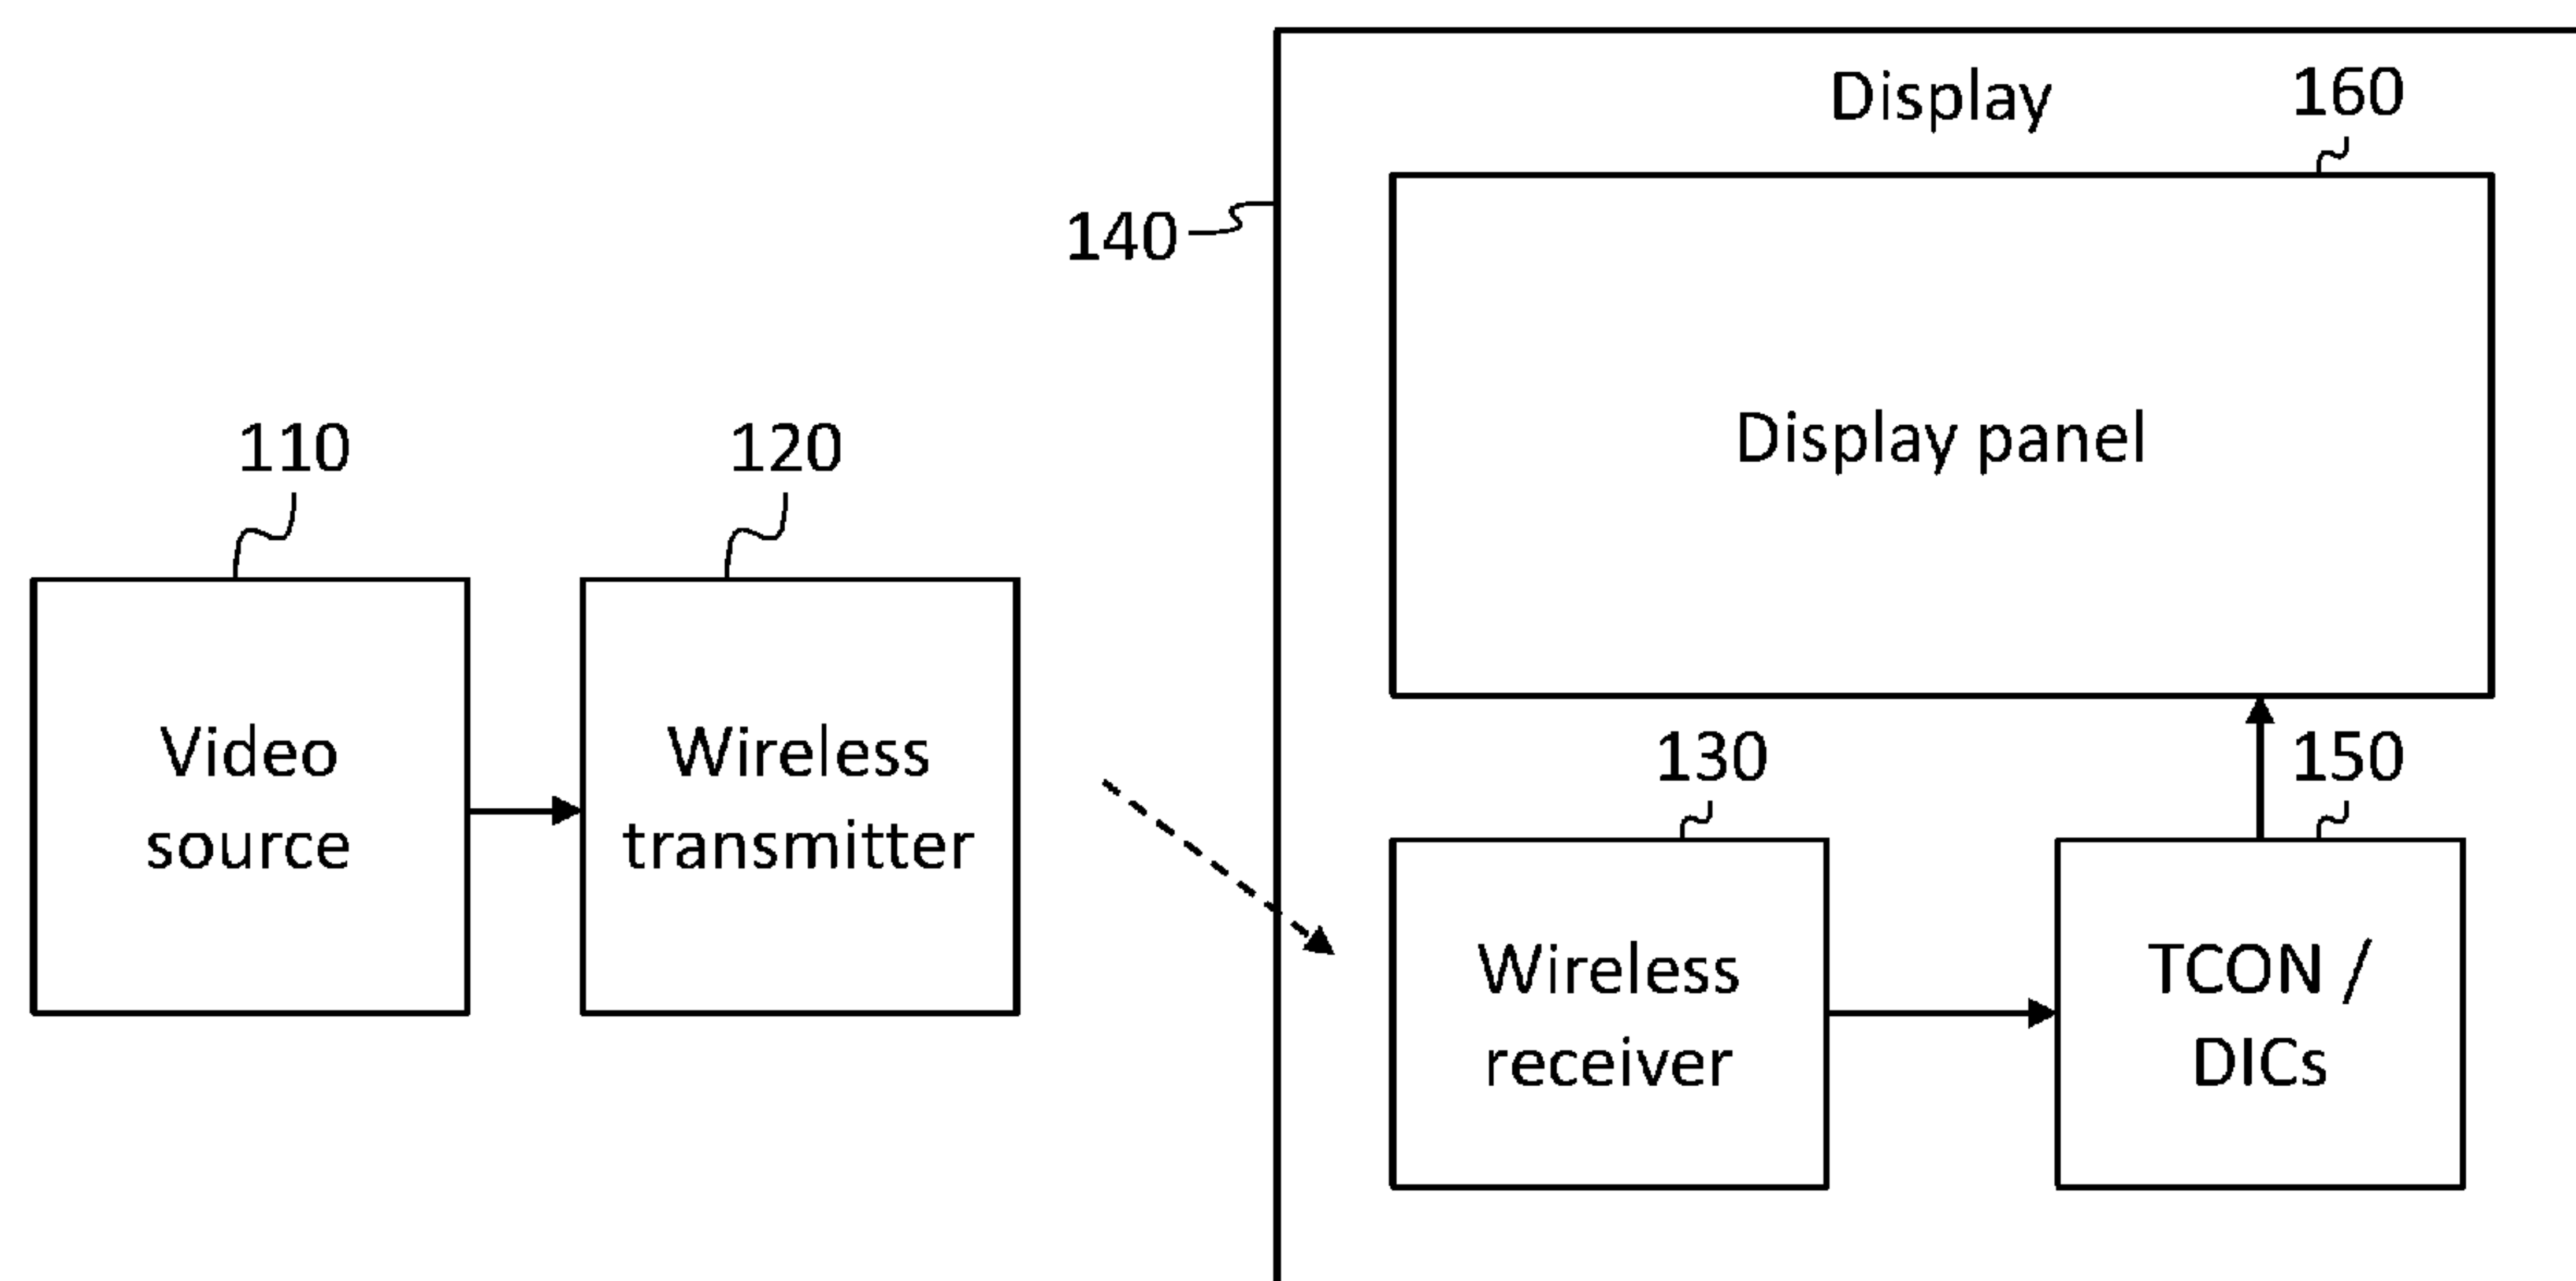 Display
160
140
Display panel
110
120
Video
source
Wireless
transmitter
130
150
Wireless
receiver
TCON /
DICs